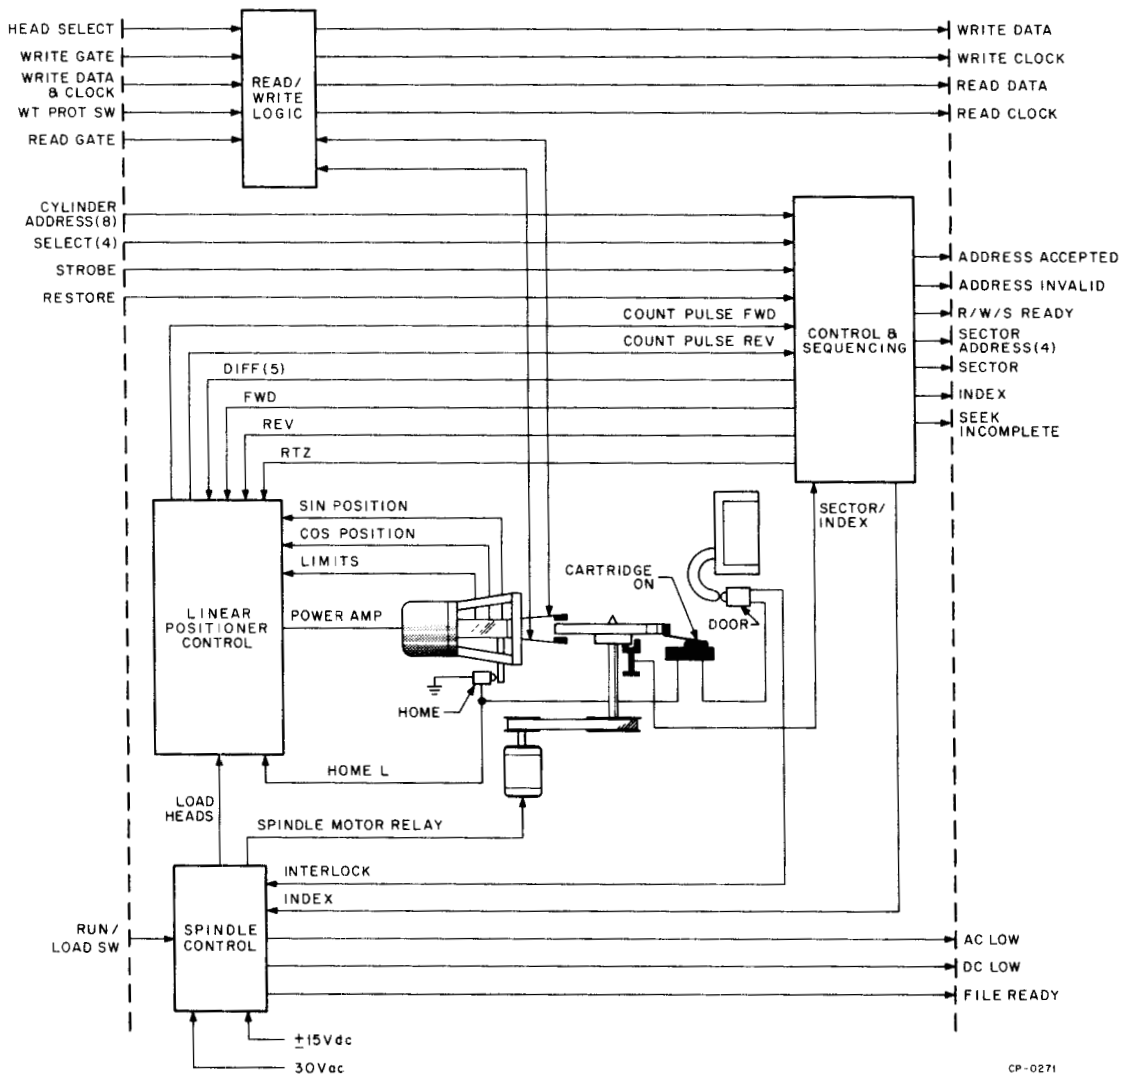 HEAD SELECT
WRITE GATE
WRITE DATA
& CLOCK
WT PROT SW
READ GATE
READ/
WRITE
LOGIC
WRITE DATA
WRITE CLOCK
READ DATA
READ CLOCK
CYLINDER
ADDRESS(8)
SELECT(4)
STROBE
RESTORE
COUNT PULSE FWD
COUNT PULSE REV
DIFF(5)
FWD
REV
RTZ
CONTROL &
SEQUENCING
ADDRESS ACCEPTED
ADDRESS INVALID
R/W/S READY
SECTOR
ADDRESS(4)
SECTOR
INDEX
SEEK
INCOMPLETE
SIN POSITION
COS POSITION
LIMITS
POWER AMP
LINEAR
POSITIONER
CONTROL
SECTOR/
INDEX
CARTRIDGE
ON
DOOR
HOME
HOME L
LOAD
HEADS
SPINDLE MOTOR RELAY
INTERLOCK
INDEX
RUN/
LOAD SW
SPINDLE
CONTROL
AC LOW
DC LOW
FILE READY
±15Vdc
30Vac
CP-0271